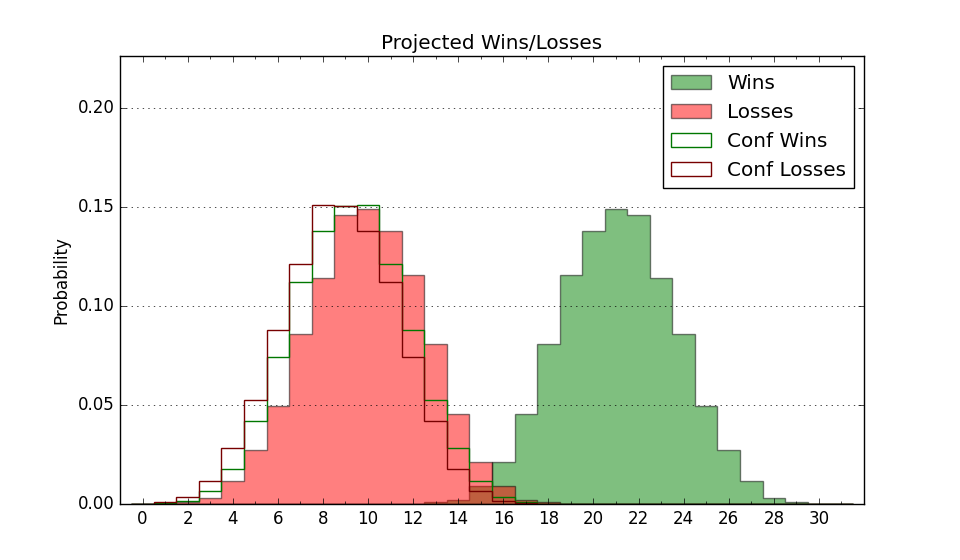 Projected Wins/Losses
Wins
Losses
Conf Wins
Conf Losses
Probability
0.20
0.15
0.10
0.05
0.00
0 2 4 6 8 10 12 14 16 18 20 22 24 26 28 30